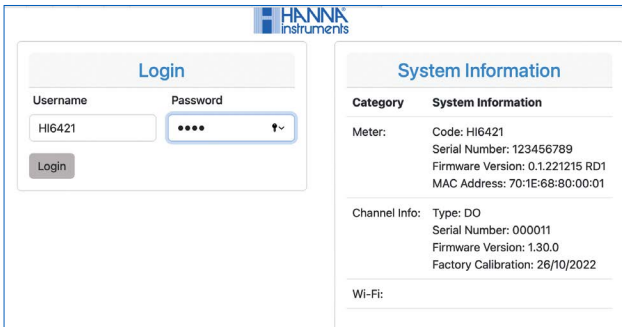 HANNA
instruments
Login
Username Password
HI6421 ••••
Login
System Information
Category System Information
Meter: Code: HI6421
Serial Number: 123456789
Firmware Version: 0.1.221215 RD1
MAC Address: 70:1E:68:80:00:01
Channel Info: Type: DO
Serial Number: 000011
Firmware Version: 1.30.0
Factory Calibration: 26/10/2022
Wi-Fi: